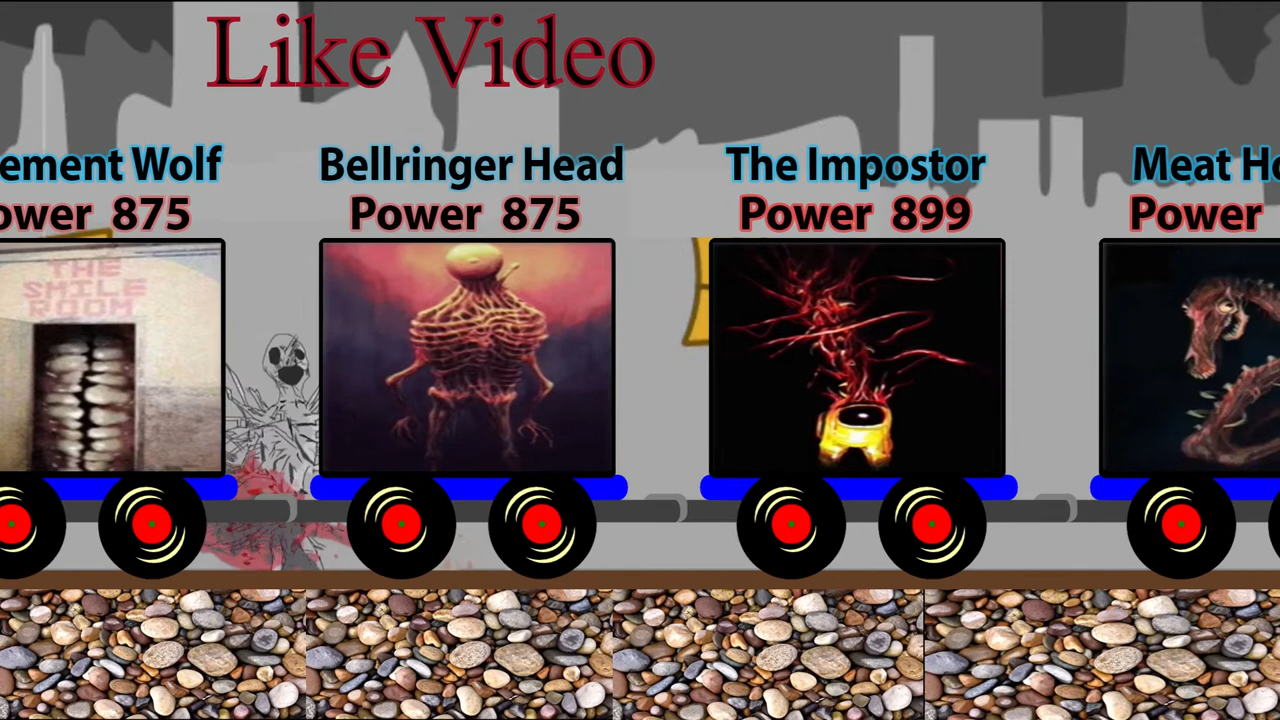 Like Video
ement Wolf
ower 875
Bellringer Head
Power 875
The Impostor
Power 899
Meat Ho
Power
THE
SMILE
ROOM